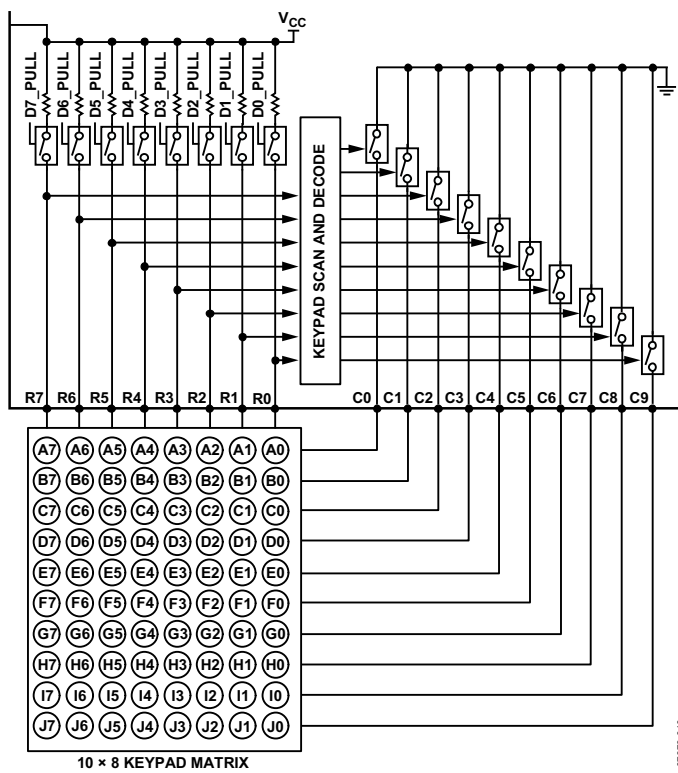 VCC
D7_PULL
D6_PULL
D5_PULL
D4_PULL
D3_PULL
D2_PULL
D1_PULL
D0_PULL
KEYPAD SCAN AND DECODE
R7 R6 R5 R4 R3 R2 R1 R0 C0 C1 C2 C3 C4 C5 C6 C7 C8 C9
A7 A6 A5 A4 A3 A2 A1 A0
B7 B6 B5 B4 B3 B2 B1 B0
C7 C6 C5 C4 C3 C2 C1 C0
D7 D6 D5 D4 D3 D2 D1 D0
E7 E6 E5 E4 E3 E2 E1 E0
F7 F6 F5 F4 F3 F2 F1 F0
G7 G6 G5 G4 G3 G2 G1 G0
H7 H6 H5 H4 H3 H2 H1 H0
I7 I6 I5 I4 I3 I2 I1 I0
J7 J6 J5 J4 J3 J2 J1 J0
10 × 8 KEYPAD MATRIX